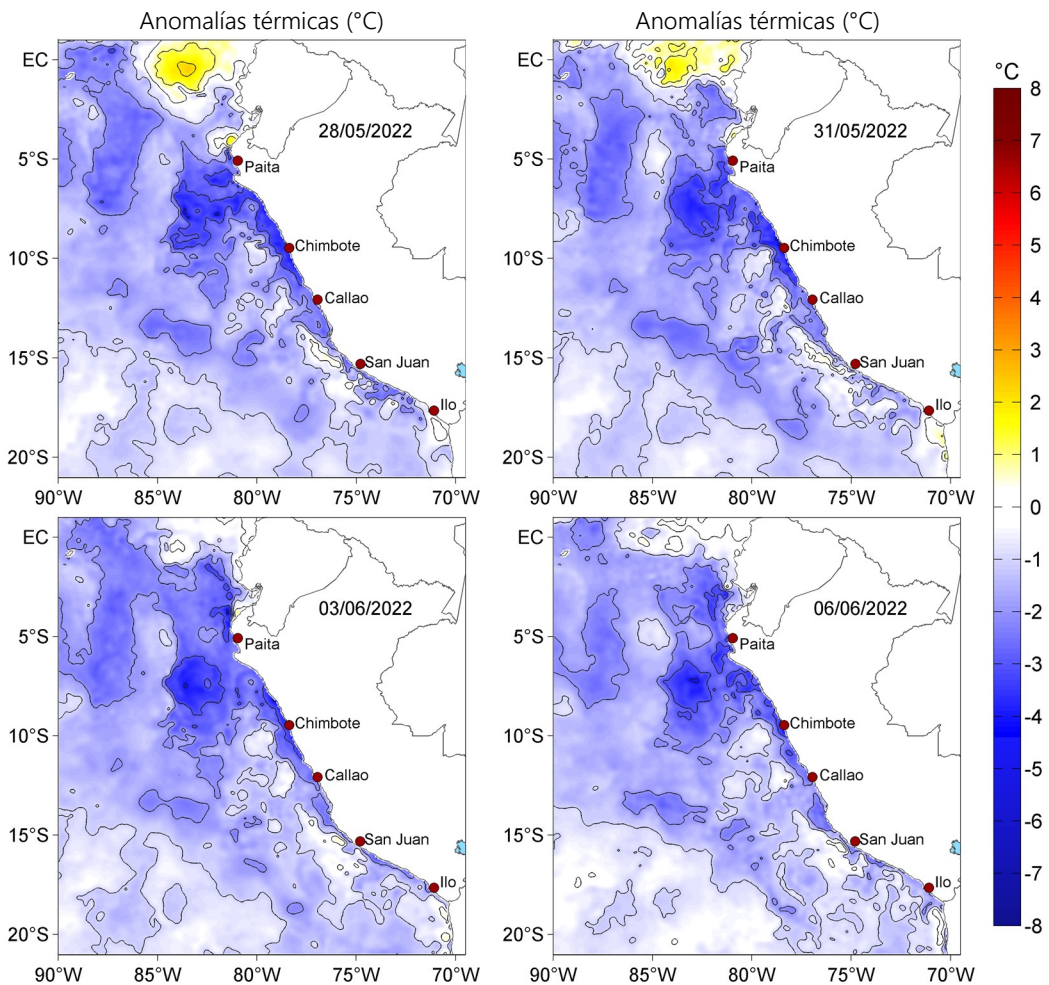 Anomalías térmicas (°C)
Anomalías térmicas (°C)
EC
5°S
10°S
15°S
20°S
90°W
85°W
80°W
75°W
70°W
28/05/2022
Paita
Chimbote
Callao
San Juan
Ilo
EC
5°S
10°S
15°S
20°S
90°W
85°W
80°W
75°W
70°W
31/05/2022
Paita
Chimbote
Callao
San Juan
Ilo
°C
8
7
6
5
4
3
2
1
0
-1
-2
-3
-4
-5
-6
-7
-8
EC
5°S
10°S
15°S
20°S
90°W
85°W
80°W
75°W
70°W
03/06/2022
Paita
Chimbote
Callao
San Juan
Ilo
EC
5°S
10°S
15°S
20°S
90°W
85°W
80°W
75°W
70°W
06/06/2022
Paita
Chimbote
Callao
San Juan
Ilo